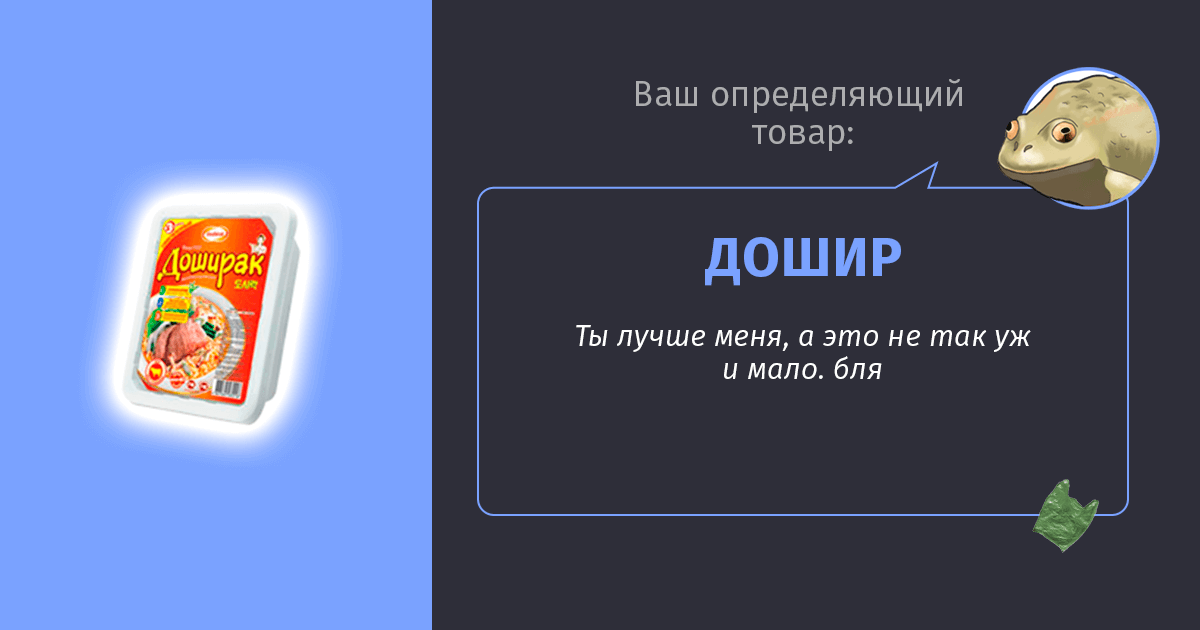 Ваш определяющий
товар:
ДОШИР
Ты лучше меня, а это не так уж
и мало. бля
Доширак